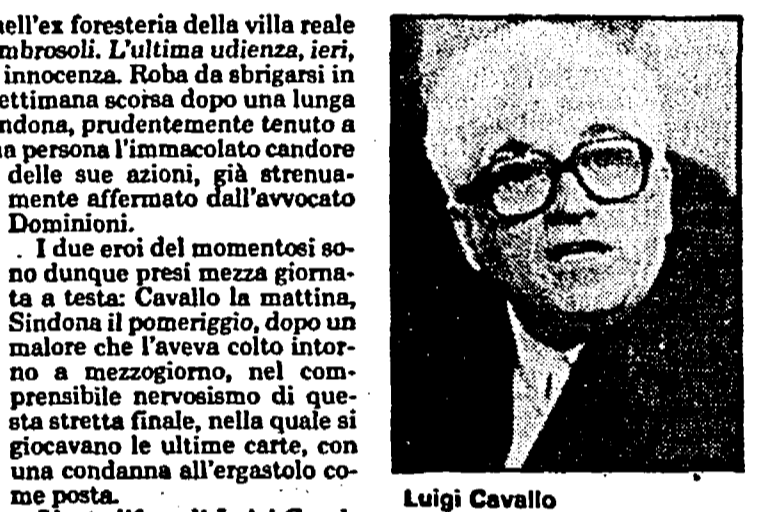 nell'ex foresteria della villa reale
mbrosoli. L'ultima udienza, ieri,
innocenza. Roba da sbrigarsi in
ettimana scorsa dopo una lunga
ndona, prudentemente tenuto a
a persona l'immacolato candore
delle sue azioni, già strenua-
mente affermato dall'avvocato
Dominioni.
I due eroi del momentosi so-
no dunque presi mezza giorna-
ta a testa: Cavallo la mattina,
Sindona il pomeriggio, dopo un
malore che l'aveva colto intor-
no a mezzogiorno, nel com-
prensibile nervosismo di que-
sta stretta finale, nella quale si
giocavano le ultime carte, con
una condanna all'ergastolo co-
me posta.
Luigi Cavallo